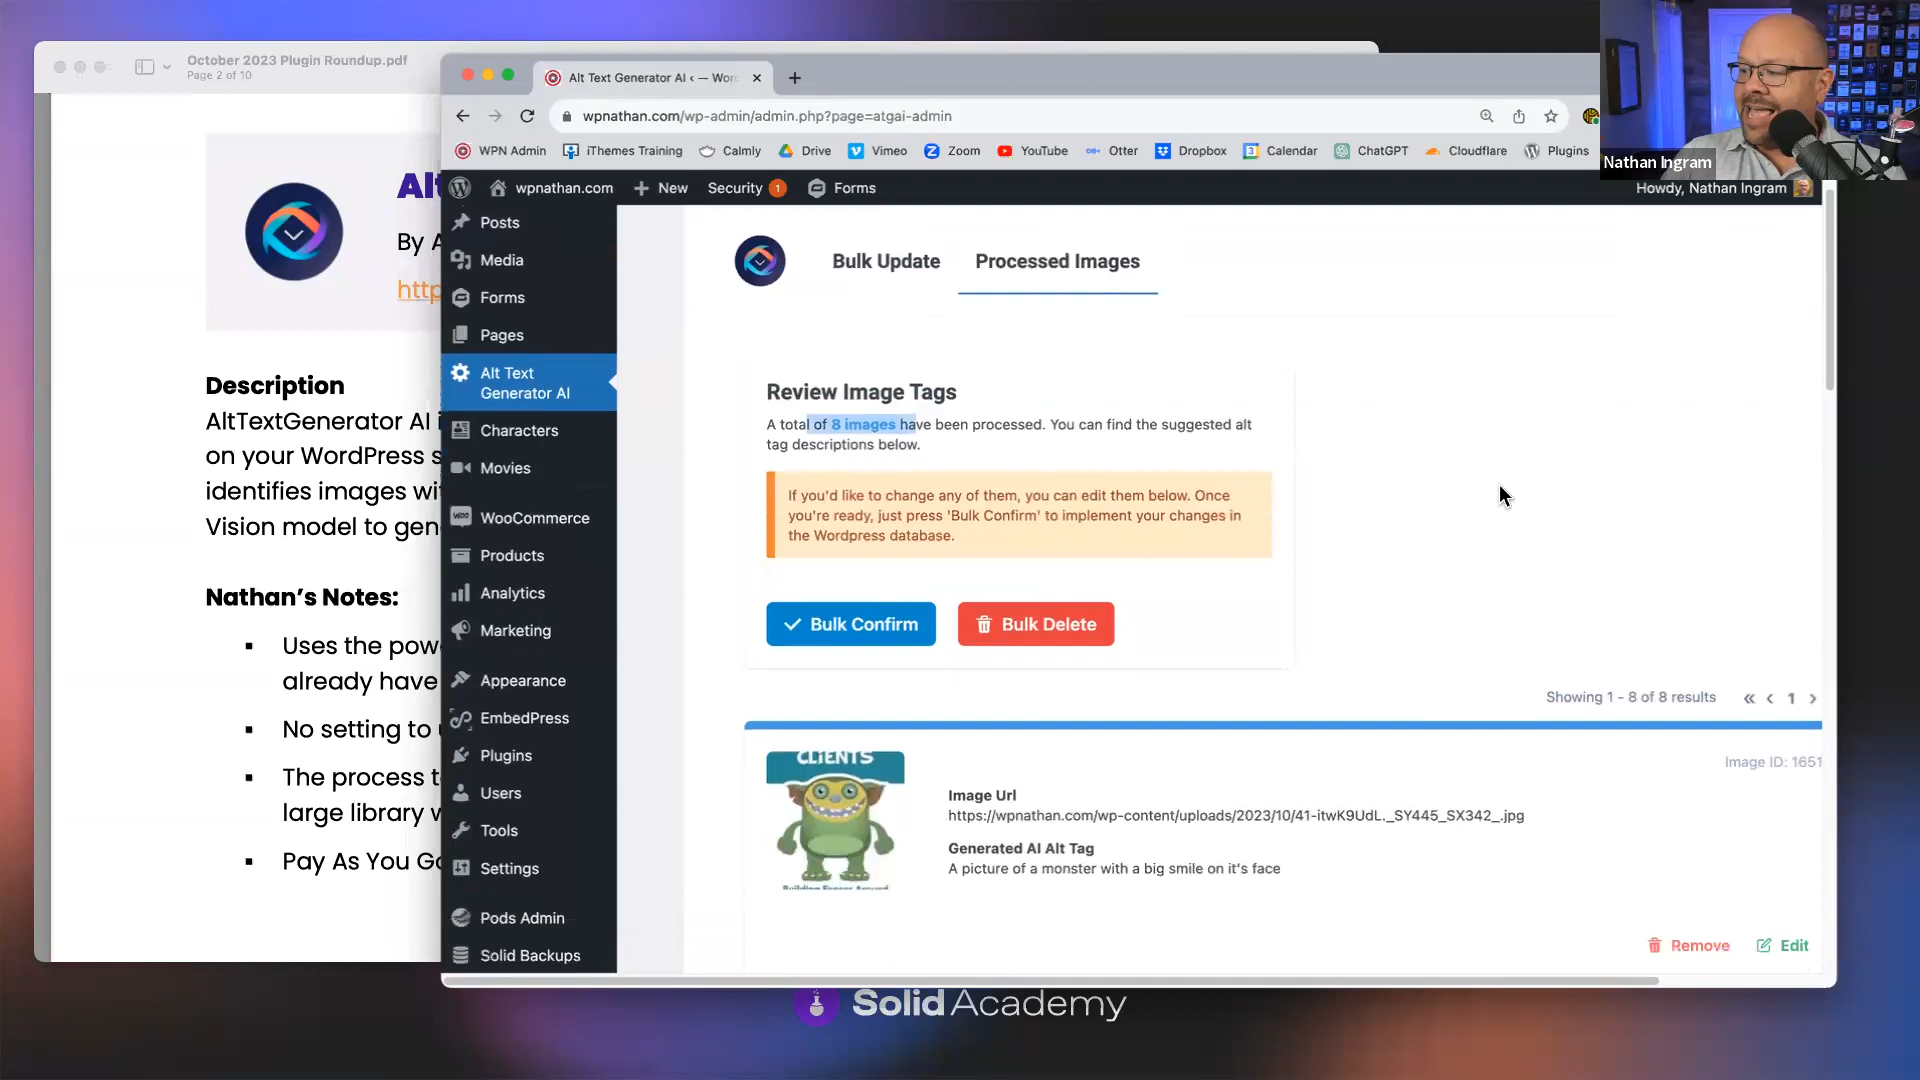 October 2023 Plugin Roundup.pdf
Page 2 of 10
By
Description
AltTextGenerator AI
on your WordPress
identifies images
Vision model to
Nathan's Notes:
Uses the
already have
No setting to
The process
large library
Pay As You
Alt Text Generator AI ‹ — Word
wpnathan.com/wp-admin/admin.php?page=atgai-admin
WPN Admin
iThemes Training
Calmly
Drive
Vimeo
Zoom
YouTube
Otter
Dropbox
Calendar
ChatGPT
Cloudflare
Plugins
wpnathan.com
New
Security 1
Forms
Howdy, Nathan Ingram
Nathan Ingram
Posts
Media
Forms
Pages
Alt Text
Generator AI
Characters
Movies
WooCommerce
Products
Analytics
Marketing
Appearance
EmbedPress
Plugins
Users
Tools
Settings
Pods Admin
Solid Backups
Bulk Update
Processed Images
Review Image Tags
A total of 8 images have been processed. You can find the suggested alt
tag descriptions below.
If you'd like to change any of them, you can edit them below. Once
you're ready, just press 'Bulk Confirm' to implement your changes in
the Wordpress database.
Bulk Confirm
Bulk Delete
Showing 1 - 8 of 8 results « ‹ 1 ›
Image ID: 1651
CLIENTS
Image Url
https://wpnathan.com/wp-content/uploads/2023/10/41-itwK9UdL._SY445_SX342_.jpg
Generated AI Alt Tag
A picture of a monster with a big smile on it's face
Remove
Edit
Solid Academy